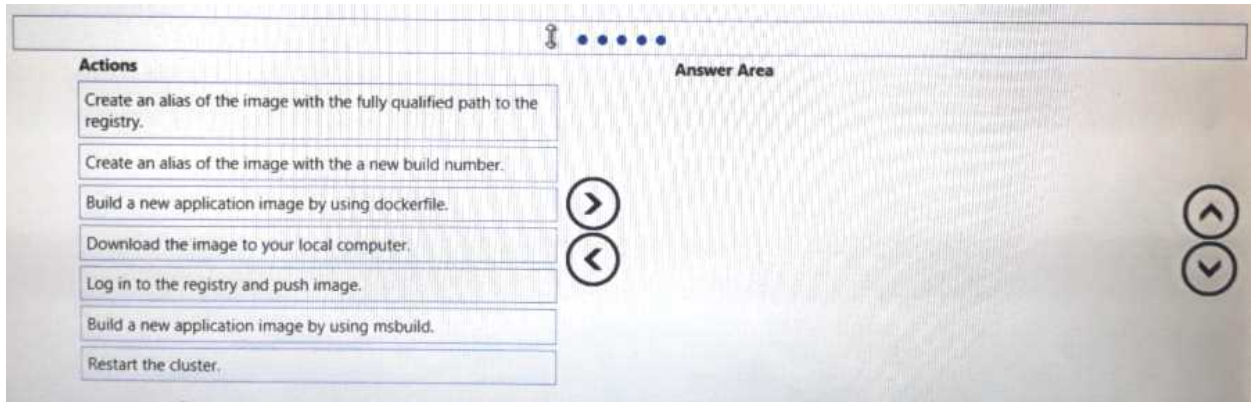 Actions
Answer Area
Create an alias of the image with the fully qualified path to the
registry.
Create an alias of the image with the a new build number.
Build a new application image by using dockerfile.
Download the image to your local computer.
Log in to the registry and push image.
Build a new application image by using msbuild.
Restart the cluster.